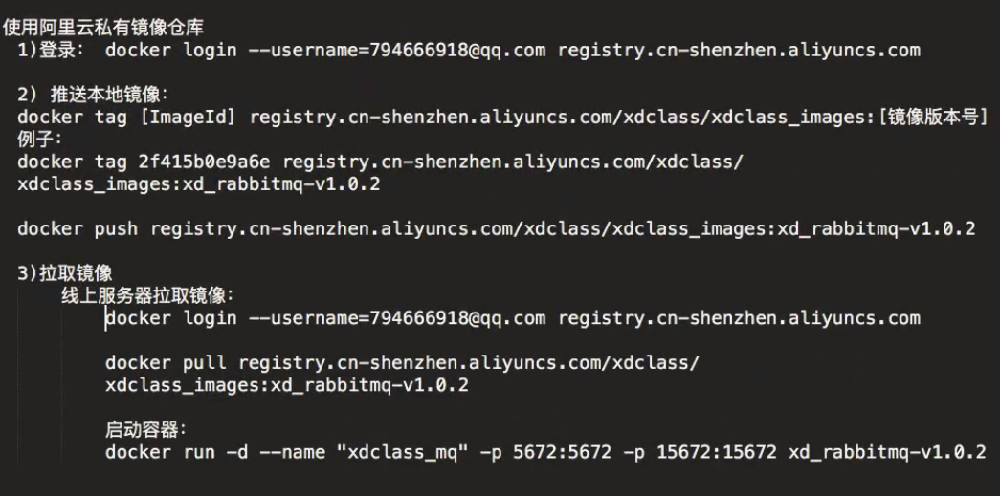 使用阿里云私有镜像仓库
1)登录： docker login --username=794666918@qq.com registry.cn-shenzhen.aliyuncs.com
2) 推送本地镜像：
docker tag [ImageId] registry.cn-shenzhen.aliyuncs.com/xdclass/xdclass_images:[镜像版本号]
例子：
docker tag 2f415b0e9a6e registry.cn-shenzhen.aliyuncs.com/xdclass/
xdclass_images:xd_rabbitmq-v1.0.2
docker push registry.cn-shenzhen.aliyuncs.com/xdclass/xdclass_images:xd_rabbitmq-v1.0.2
3)拉取镜像
线上服务器拉取镜像：
docker login --username=794666918@qq.com registry.cn-shenzhen.aliyuncs.com
docker pull registry.cn-shenzhen.aliyuncs.com/xdclass/
xdclass_images:xd_rabbitmq-v1.0.2
启动容器：
docker run -d --name "xdclass_mq" -p 5672:5672 -p 15672:15672 xd_rabbitmq-v1.0.2